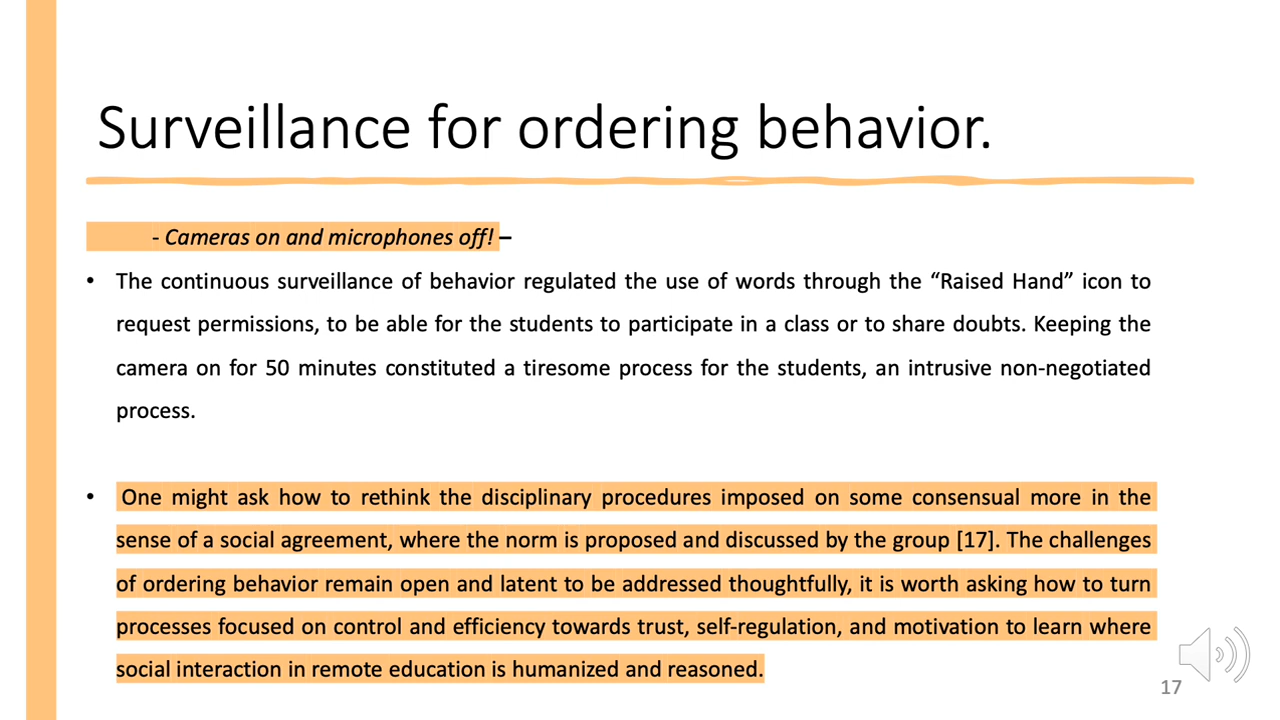 Surveillance for ordering behavior.
- Cameras on and microphones off! –
• The continuous surveillance of behavior regulated the use of words through the “Raised Hand” icon to
request permissions, to be able for the students to participate in a class or to share doubts. Keeping the
camera on for 50 minutes constituted a tiresome process for the students, an intrusive non-negotiated
process.
• One might ask how to rethink the disciplinary procedures imposed on some consensual more in the
sense of a social agreement, where the norm is proposed and discussed by the group [17]. The challenges
of ordering behavior remain open and latent to be addressed thoughtfully, it is worth asking how to turn
processes focused on control and efficiency towards trust, self-regulation, and motivation to learn where
social interaction in remote education is humanized and reasoned.
17